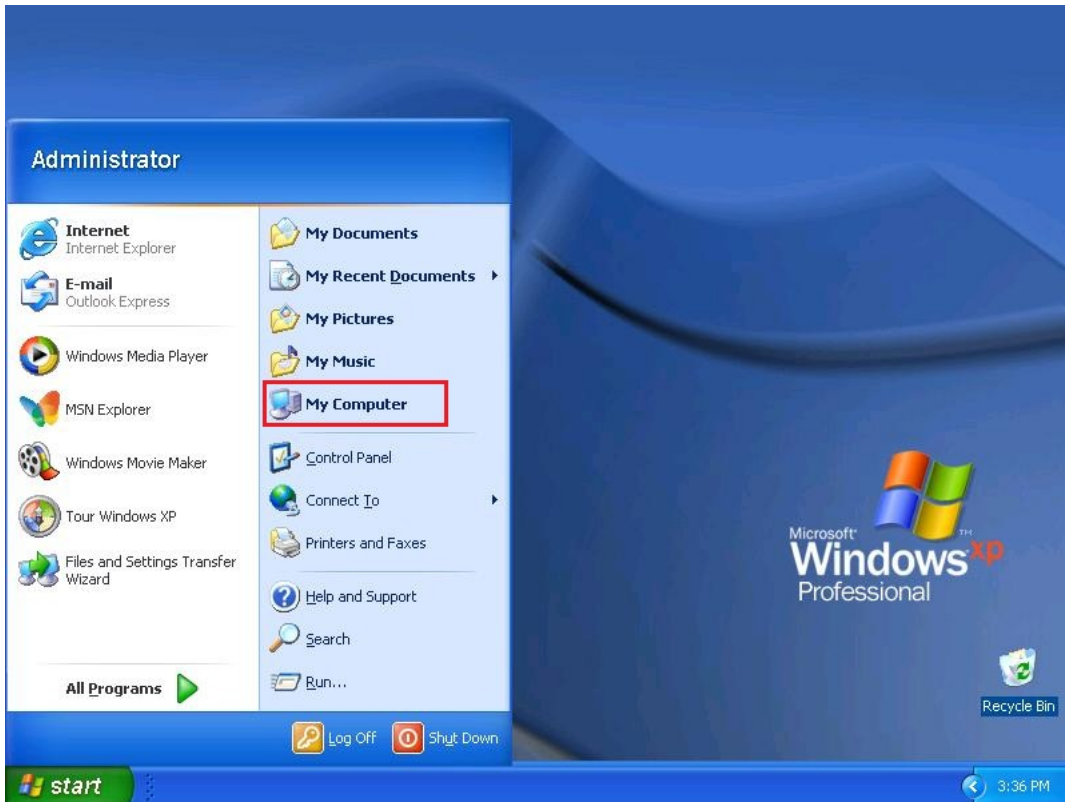 Administrator
Internet
Internet Explorer
E-mail
Outlook Express
Windows Media Player
MSN Explorer
Windows Movie Maker
Tour Windows XP
Files and Settings Transfer
Wizard
All Programs
My Documents
My Recent Documents
My Pictures
My Music
My Computer
Control Panel
Connect To
Printers and Faxes
Help and Support
Search
Run...
Log Off
Shut Down
Microsoft
Windows xp
TM
Professional
Recycle Bin
start
3:36 PM